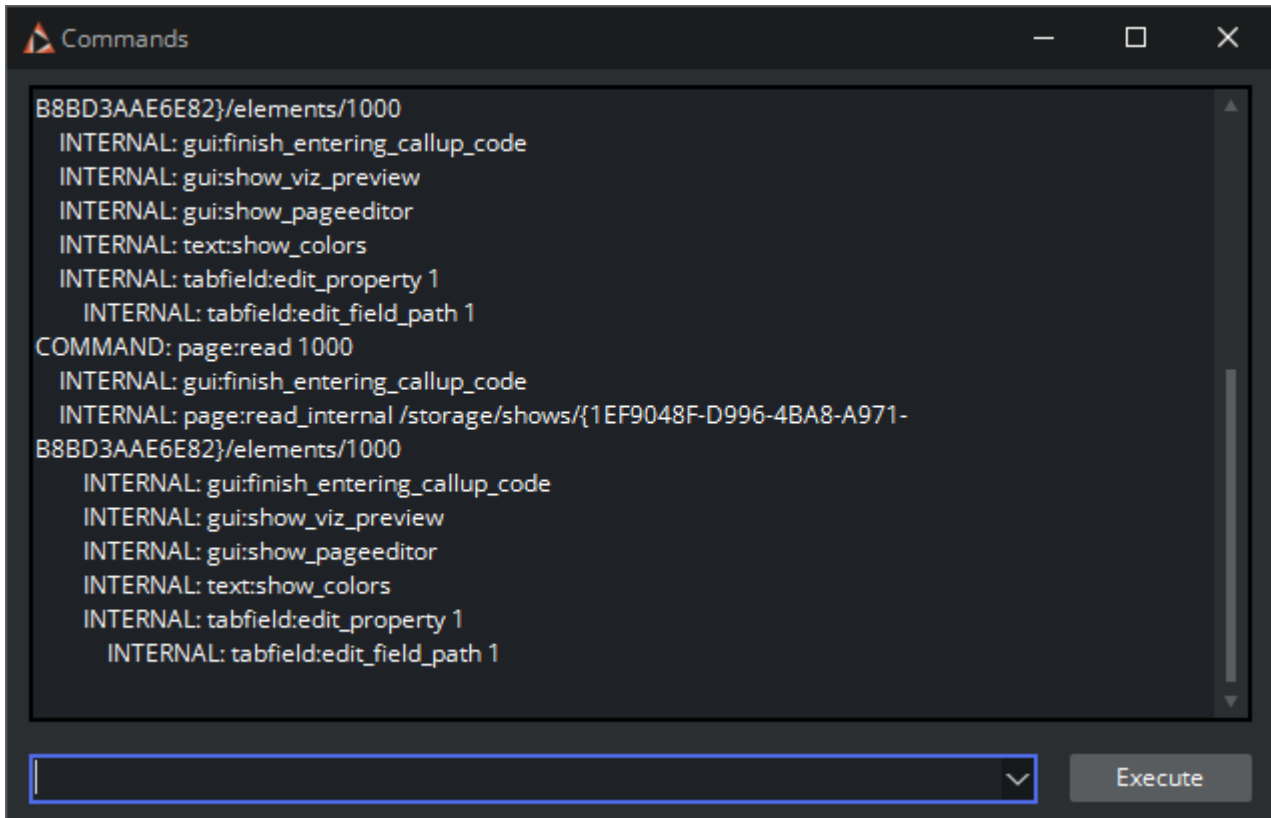 Commands
B8BD3AAE6E82}/elements/1000
INTERNAL: gui:finish_entering_callup_code
INTERNAL: gui:show_viz_preview
INTERNAL: gui:show_pageeditor
INTERNAL: text:show_colors
INTERNAL: tabfield:edit_property 1
INTERNAL: tabfield:edit_field_path 1
COMMAND: page:read 1000
INTERNAL: gui:finish_entering_callup_code
INTERNAL: page:read_internal /storage/shows/{1EF9048F-D996-4BA8-A971-
B8BD3AAE6E82}/elements/1000
INTERNAL: gui:finish_entering_callup_code
INTERNAL: gui:show_viz_preview
INTERNAL: gui:show_pageeditor
INTERNAL: text:show_colors
INTERNAL: tabfield:edit_property 1
INTERNAL: tabfield:edit_field_path 1
Execute